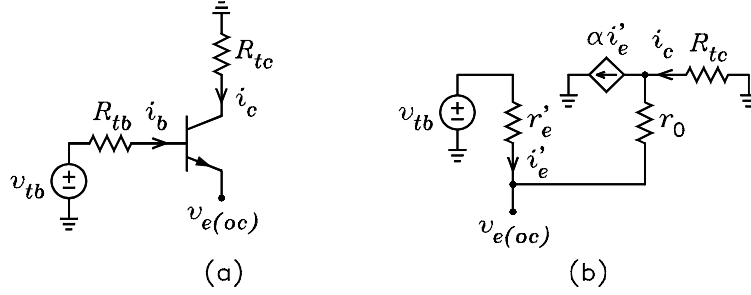 R_tc
i_c
R_tb
i_b
v_tb
+
−
v_e(oc)
(a)
αi'_e
i_c
R_tc
v_tb
+
−
r'_e
r_0
i'_e
v_e(oc)
(b)